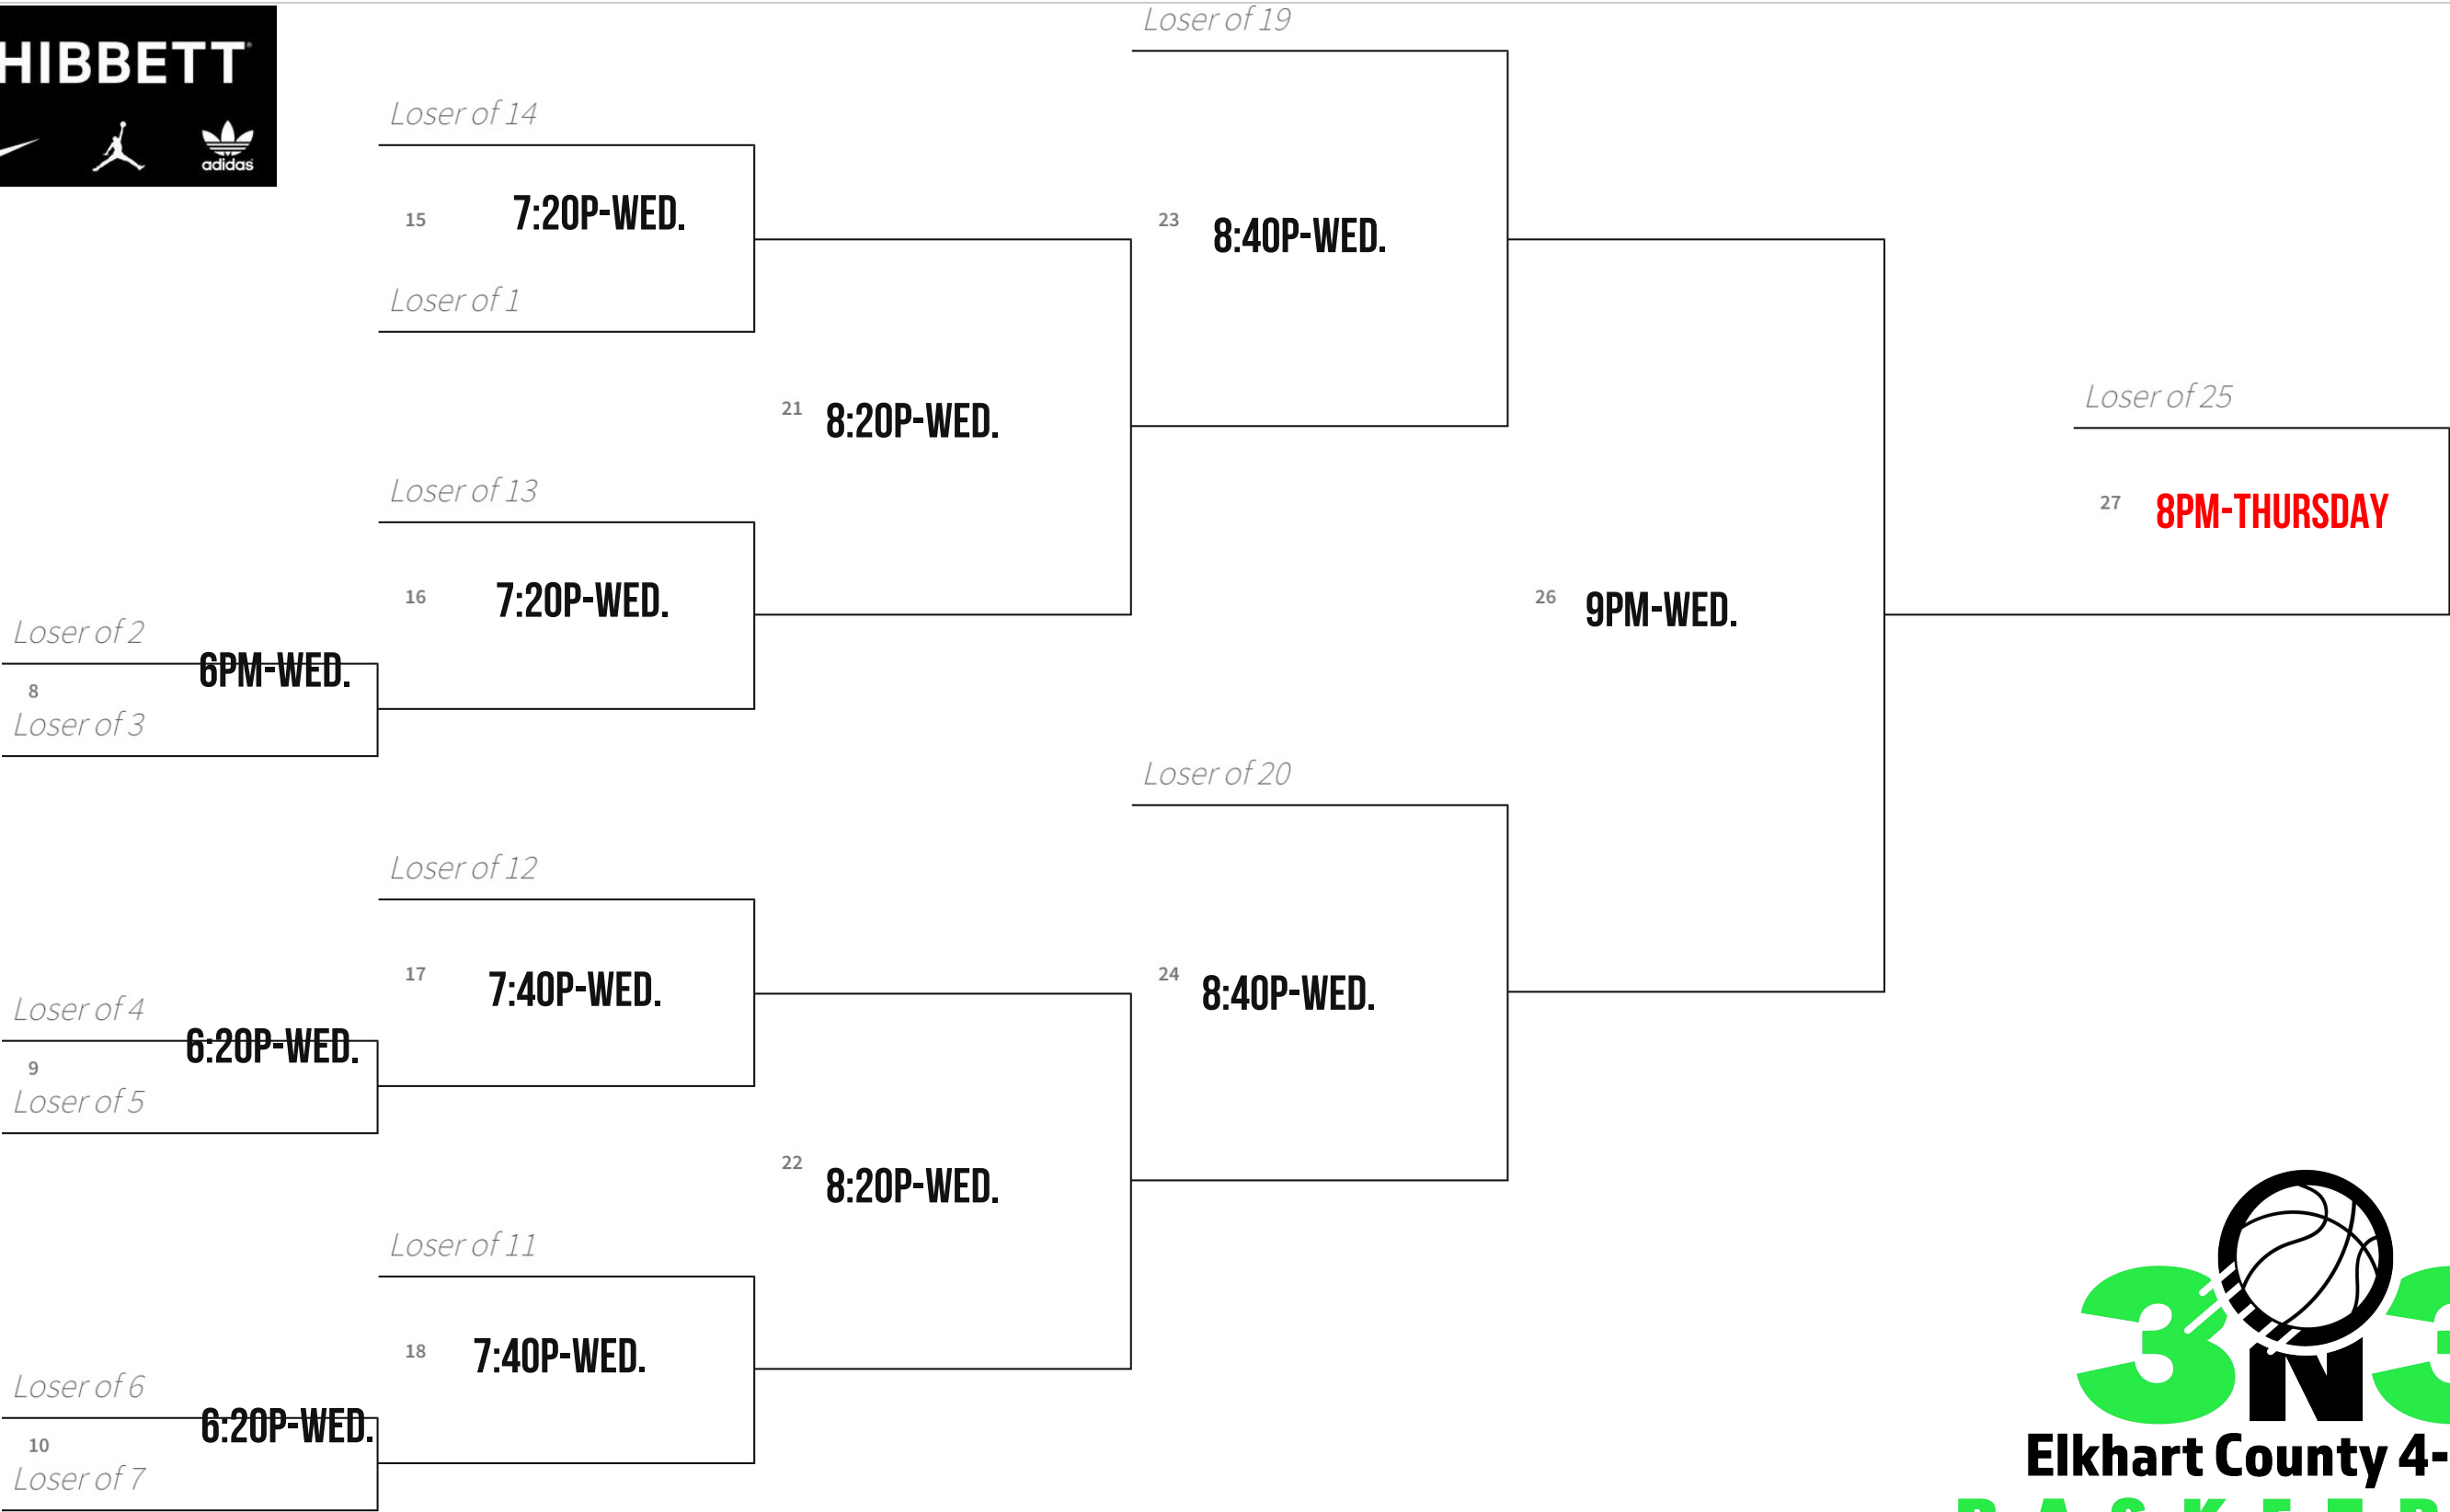 HIBBETT
adidas
Loser of 19
Loser of 14
15 7:20P-WED.
Loser of 1
23 8:40P-WED.
21 8:20P-WED.
Loser of 25
27 8PM-THURSDAY
Loser of 13
16 7:20P-WED.
26 9PM-WED.
Loser of 2
6PM-WED.
8
Loser of 3
Loser of 20
Loser of 12
17 7:40P-WED.
24 8:40P-WED.
Loser of 4
6:20P-WED.
9
Loser of 5
22 8:20P-WED.
Loser of 11
18 7:40P-WED.
Loser of 6
6:20P-WED.
10
Loser of 7
3N3
Elkhart County 4-